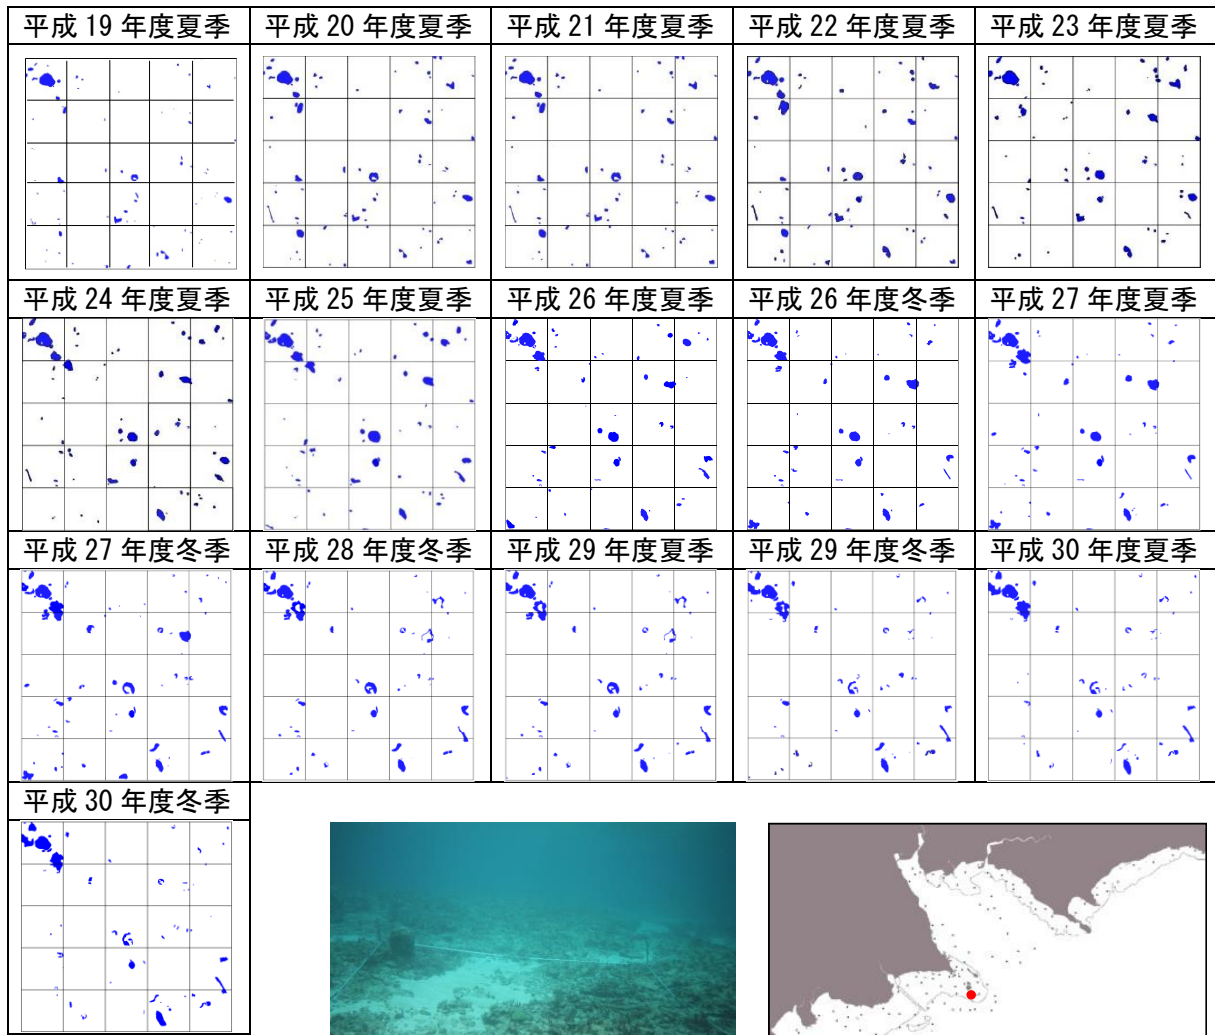 平成 19 年度夏季
平成 20 年度夏季
平成 21 年度夏季
平成 22 年度夏季
平成 23 年度夏季
平成 24 年度夏季
平成 25 年度夏季
平成 26 年度夏季
平成 26 年度冬季
平成 27 年度夏季
平成 27 年度冬季
平成 28 年度冬季
平成 29 年度夏季
平成 29 年度冬季
平成 30 年度夏季
平成 30 年度冬季